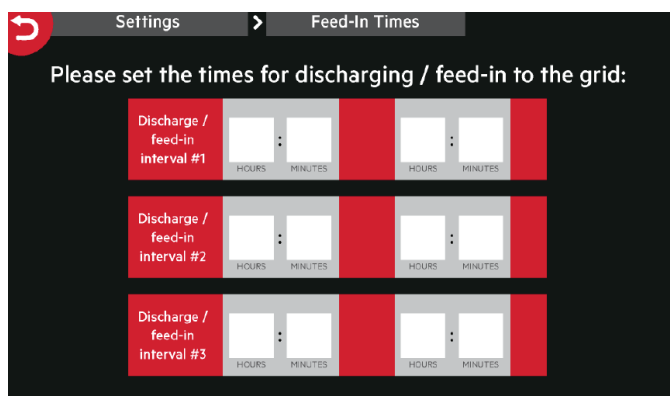 Settings > Feed-In Times
Please set the times for discharging / feed-in to the grid:
Discharge /
feed-in
interval #1
: :
HOURS MINUTES HOURS MINUTES
Discharge /
feed-in
interval #2
: :
HOURS MINUTES HOURS MINUTES
Discharge /
feed-in
interval #3
: :
HOURS MINUTES HOURS MINUTES